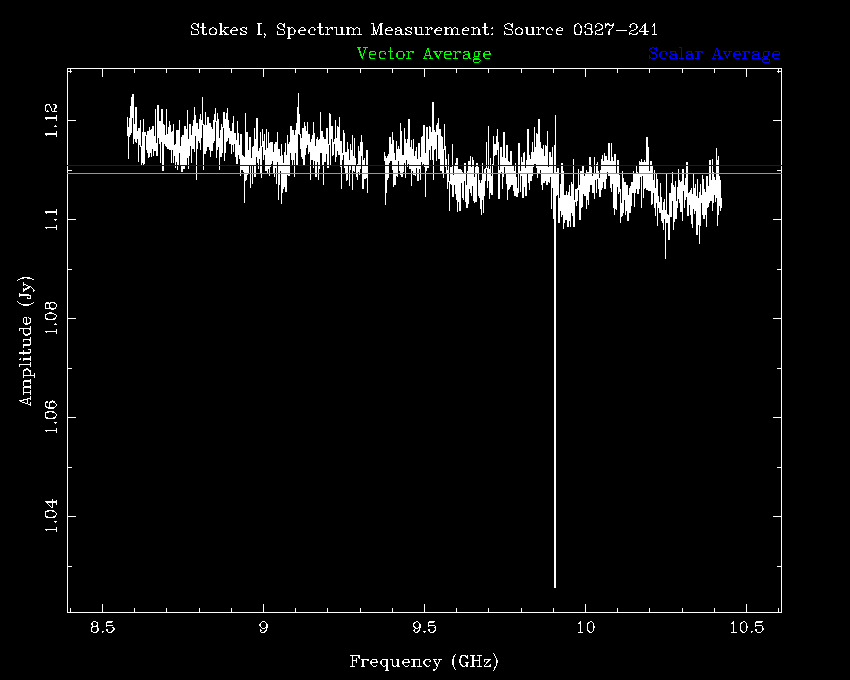 Stokes I, Spectrum Measurement: Source 0327-241
Vector Average Scalar Average
1.12
1.1
1.08
1.06
1.04
Amplitude (Jy)
8.5 9 9.5 10 10.5
Frequency (GHz)